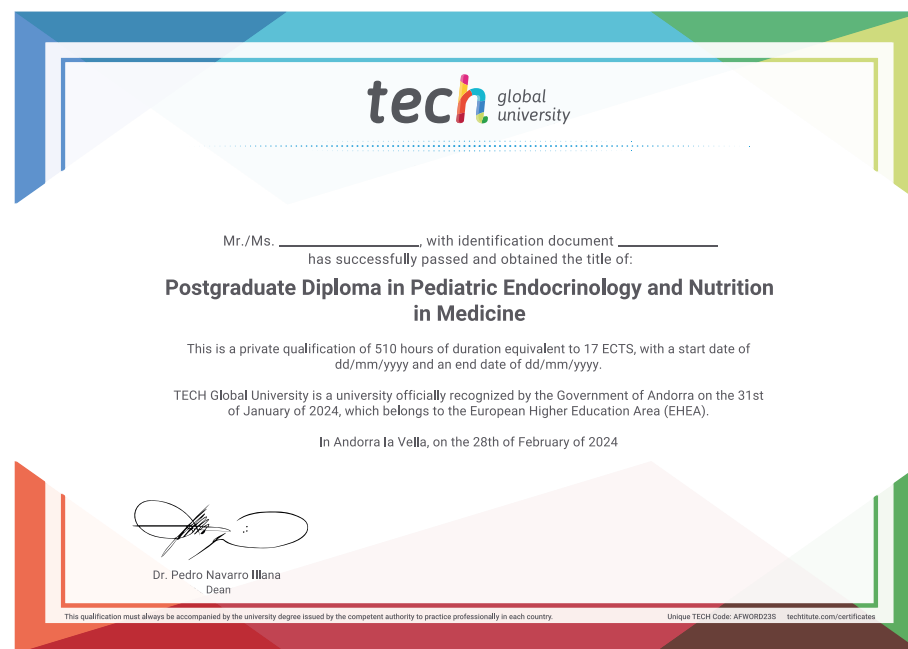 tech global university
Mr./Ms. ____________________, with identification document ______________
has successfully passed and obtained the title of:
Postgraduate Diploma in Pediatric Endocrinology and Nutrition
in Medicine
This is a private qualification of 510 hours of duration equivalent to 17 ECTS, with a start date of
dd/mm/yyyy and an end date of dd/mm/yyyy.
TECH Global University is a university officially recognized by the Government of Andorra on the 31st
of January of 2024, which belongs to the European Higher Education Area (EHEA).
In Andorra la Vella, on the 28th of February of 2024
Dr. Pedro Navarro Illana
Dean
This qualification must always be accompanied by the university degree issued by the competent authority to practice professionally in each country.
Unique TECH Code: AFWORD23S techtitute.com/certificates